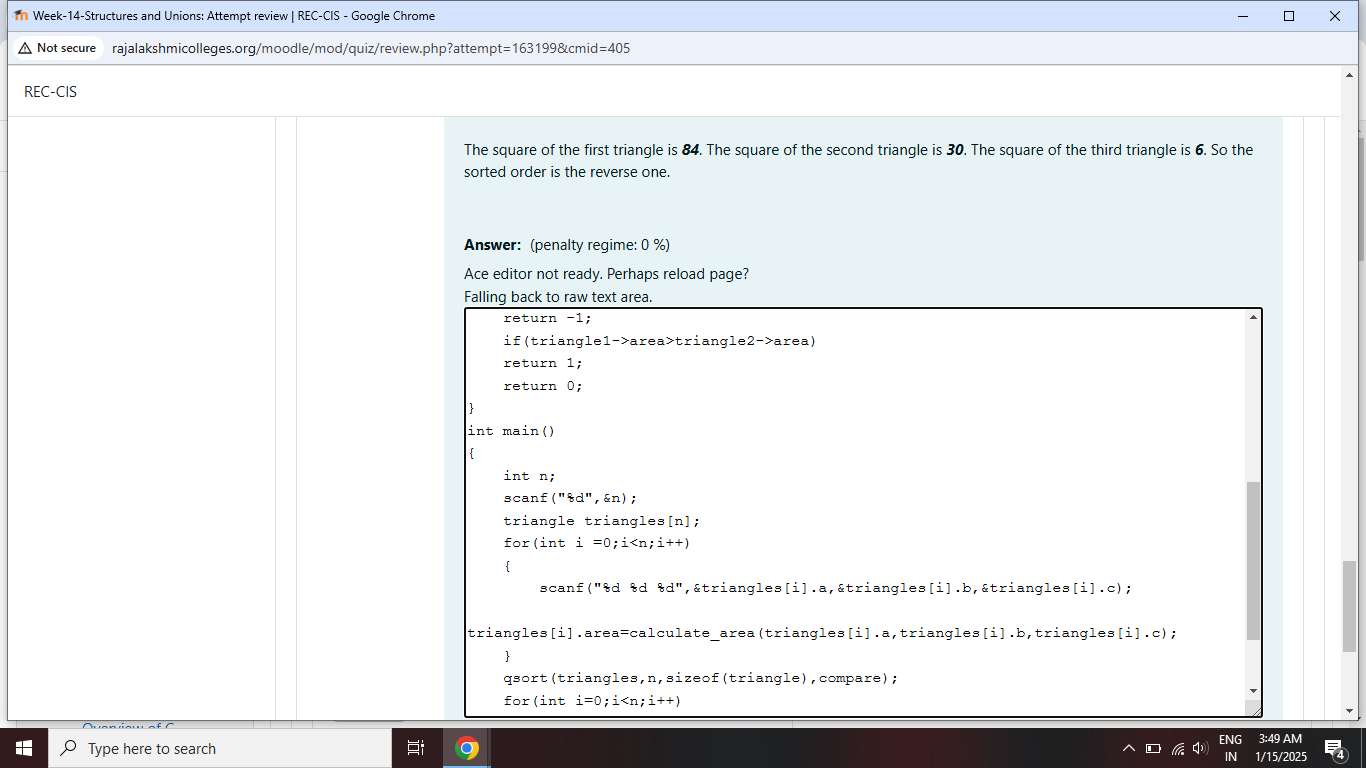 Week-14-Structures and Unions: Attempt review | REC-CIS - Google Chrome
Not secure rajalakshmicolleges.org/moodle/mod/quiz/review.php?attempt=163199&cmid=405
REC-CIS
The square of the first triangle is 84. The square of the second triangle is 30. The square of the third triangle is 6. So the
sorted order is the reverse one.
Answer: (penalty regime: 0 %)
Ace editor not ready. Perhaps reload page?
Falling back to raw text area.
return -1;
if(triangle1->area>triangle2->area)
return 1;
return 0;
}
int main()
{
int n;
scanf("%d",&n);
triangle triangles[n];
for(int i =0;i<n;i++)
{
scanf("%d %d %d",&triangles[i].a,&triangles[i].b,&triangles[i].c);
triangles[i].area=calculate_area(triangles[i].a,triangles[i].b,triangles[i].c);
}
qsort(triangles,n,sizeof(triangle),compare);
for(int i=0;i<n;i++)
Overview of C
Type here to search
ENG
IN
3:49 AM
1/15/2025
4